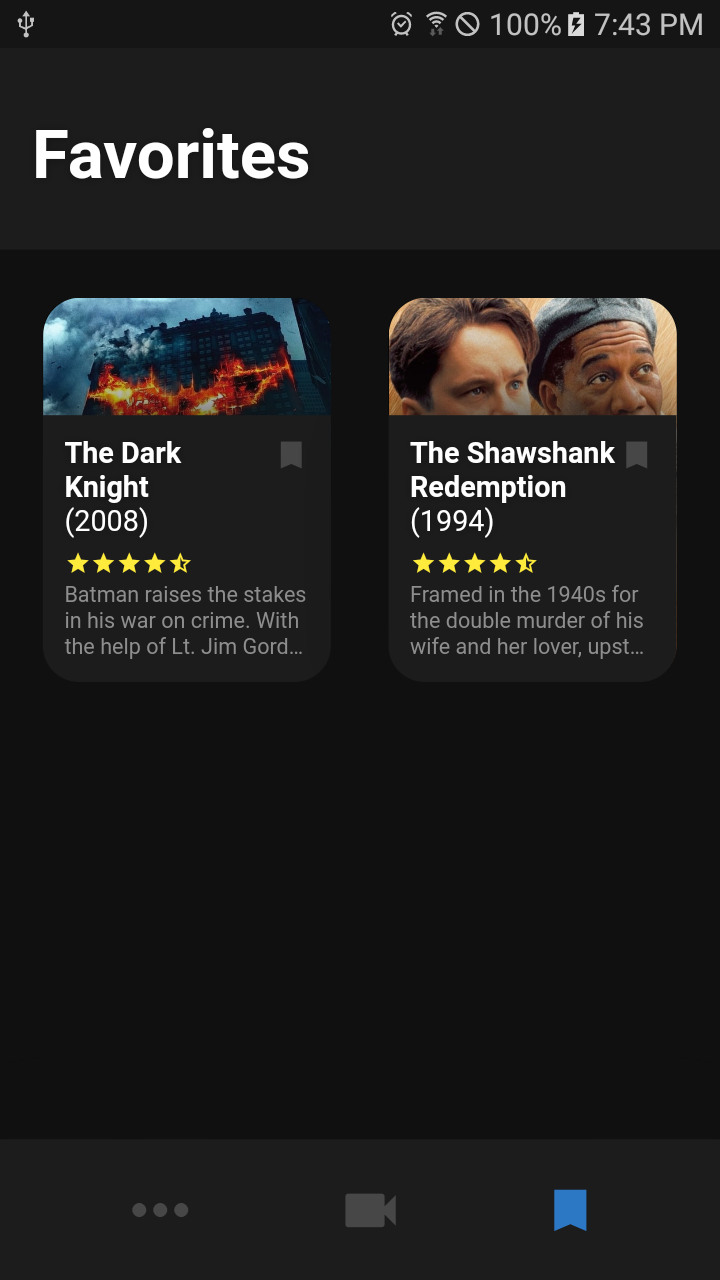 100% 7:43 PM
Favorites
The Dark
Knight
(2008)
Batman raises the stakes
in his war on crime. With
the help of Lt. Jim Gord…
The Shawshank
Redemption
(1994)
Framed in the 1940s for
the double murder of his
wife and her lover, upst…